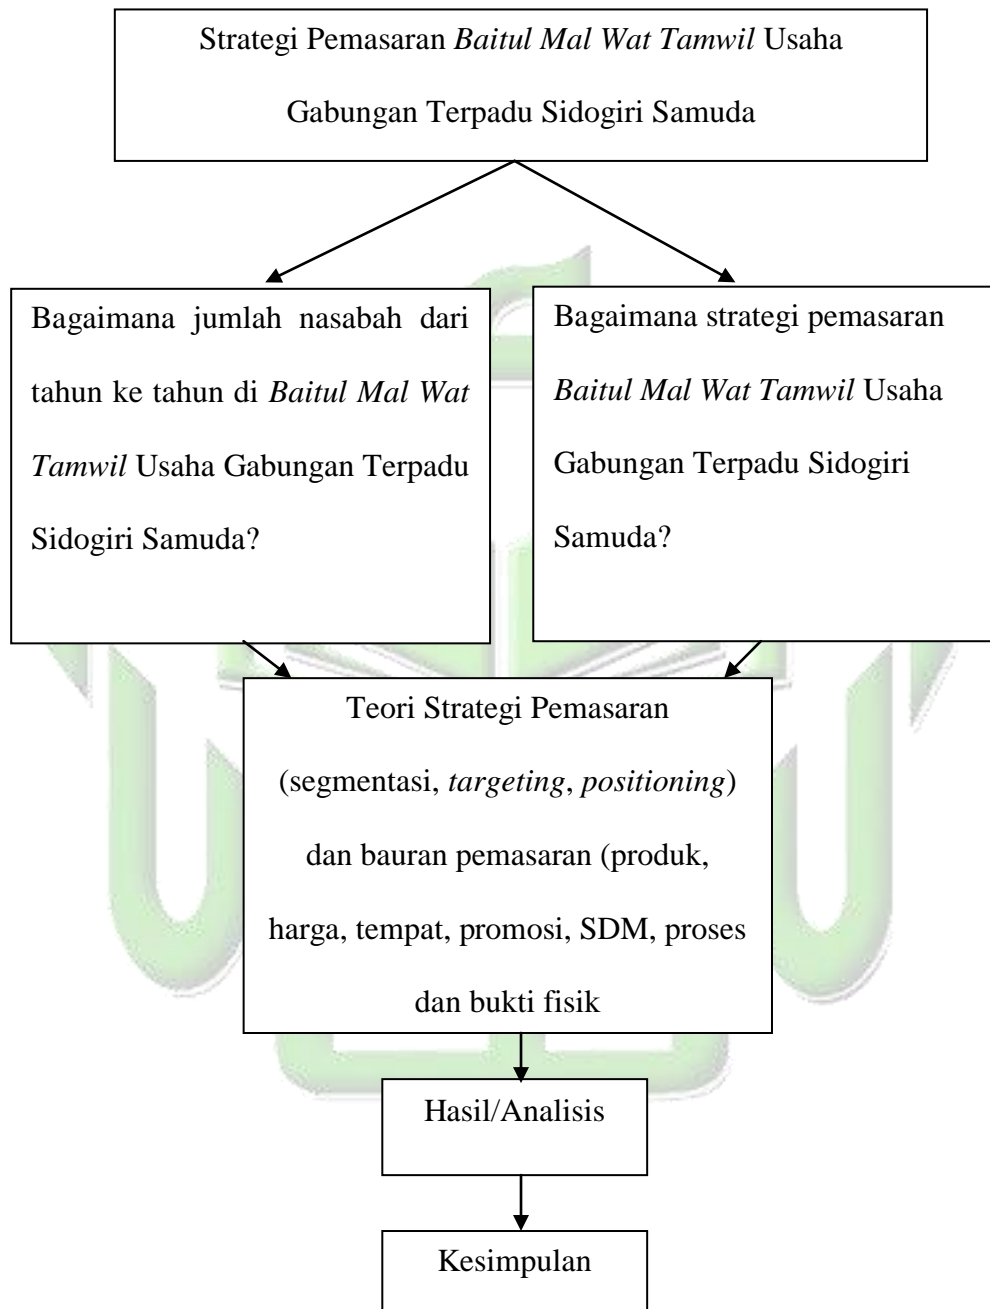 Strategi Pemasaran Baitul Mal Wat Tamwil Usaha
Gabungan Terpadu Sidogiri Samuda
Bagaimana jumlah nasabah dari
tahun ke tahun di Baitul Mal Wat
Tamwil Usaha Gabungan Terpadu
Sidogiri Samuda?
Bagaimana strategi pemasaran
Baitul Mal Wat Tamwil Usaha
Gabungan Terpadu Sidogiri
Samuda?
Teori Strategi Pemasaran
(segmentasi, targeting, positioning)
dan bauran pemasaran (produk,
harga, tempat, promosi, SDM, proses
dan bukti fisik
Hasil/Analisis
Kesimpulan